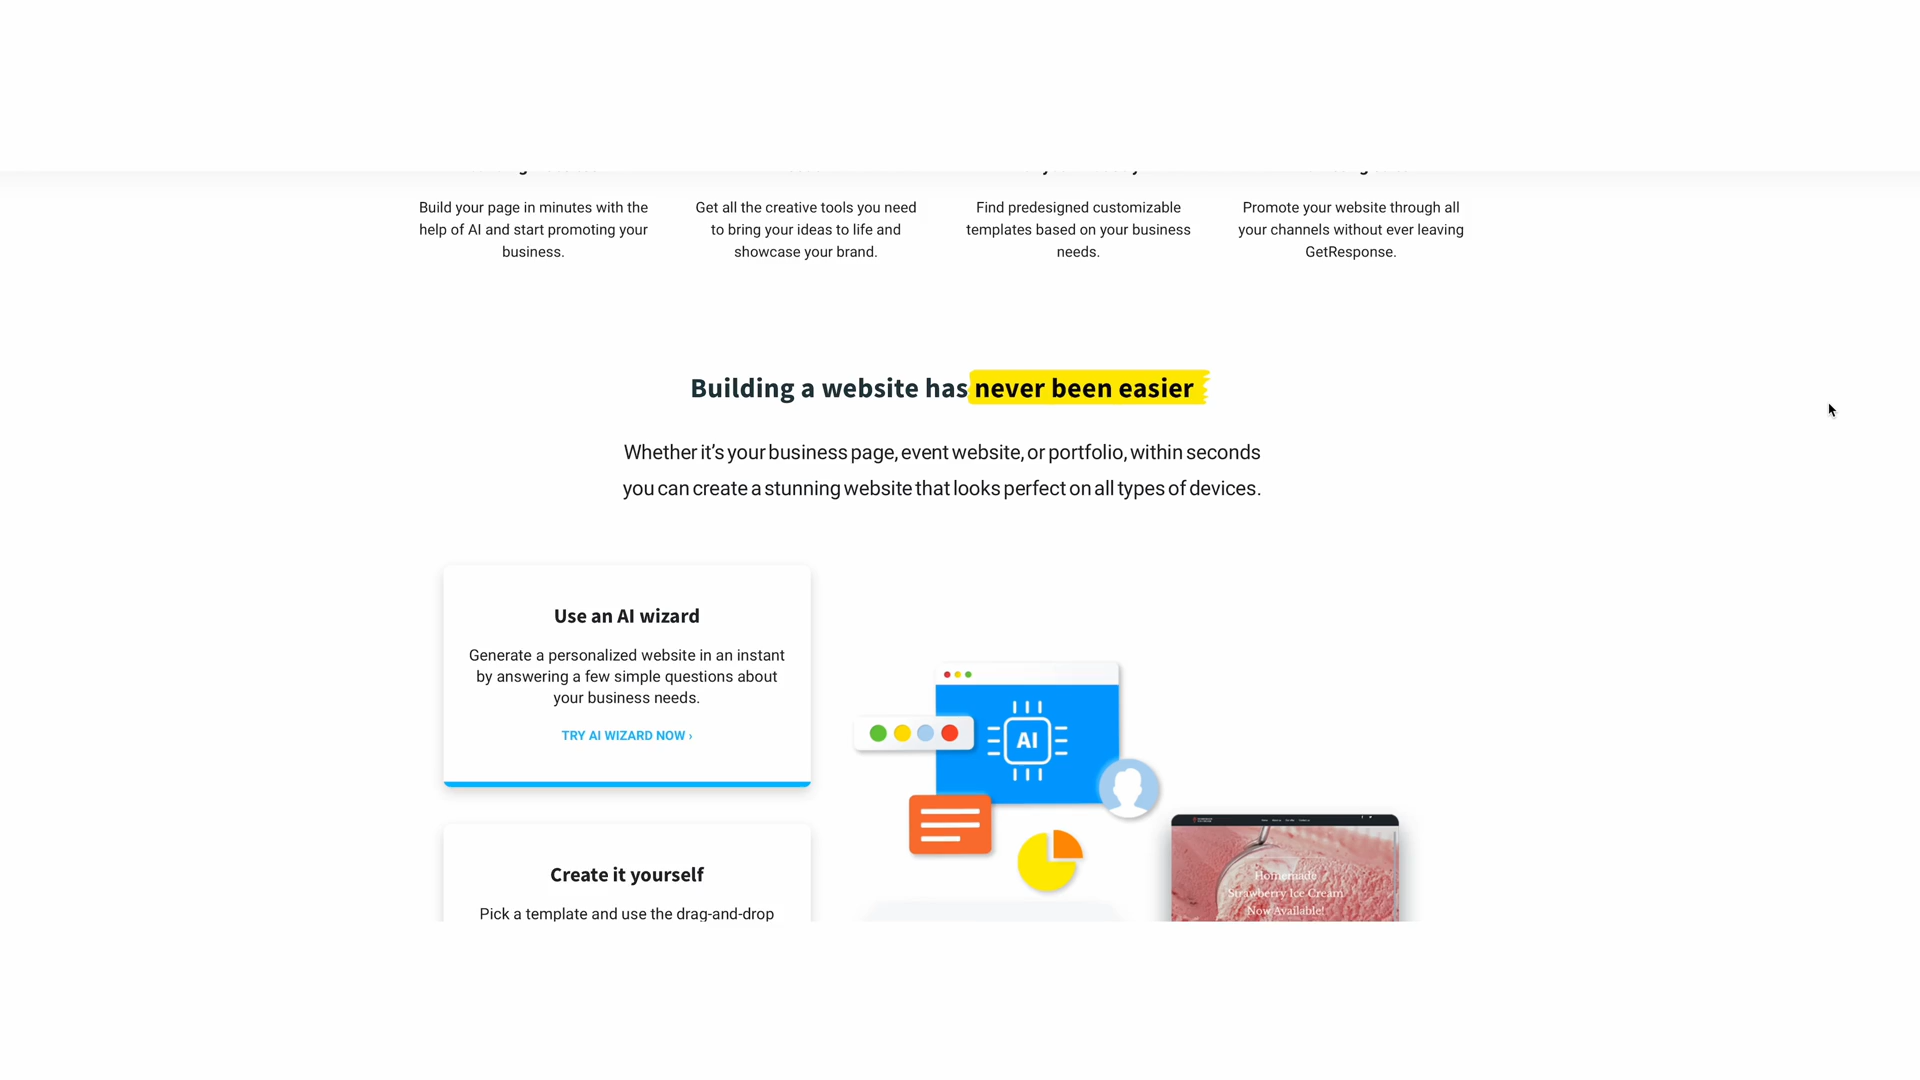 Build your page in minutes with the
help of AI and start promoting your
business.
Get all the creative tools you need
to bring your ideas to life and
showcase your brand.
Find predesigned customizable
templates based on your business
needs.
Promote your website through all
your channels without ever leaving
GetResponse.
Building a website has never been easier
Whether it’s your business page, event website, or portfolio, within seconds
you can create a stunning website that looks perfect on all types of devices.
Use an AI wizard
Generate a personalized website in an instant
by answering a few simple questions about
your business needs.
TRY AI WIZARD NOW ›
AI
Create it yourself
Pick a template and use the drag-and-drop
Homemade
Strawberry Ice Cream
Now Available!